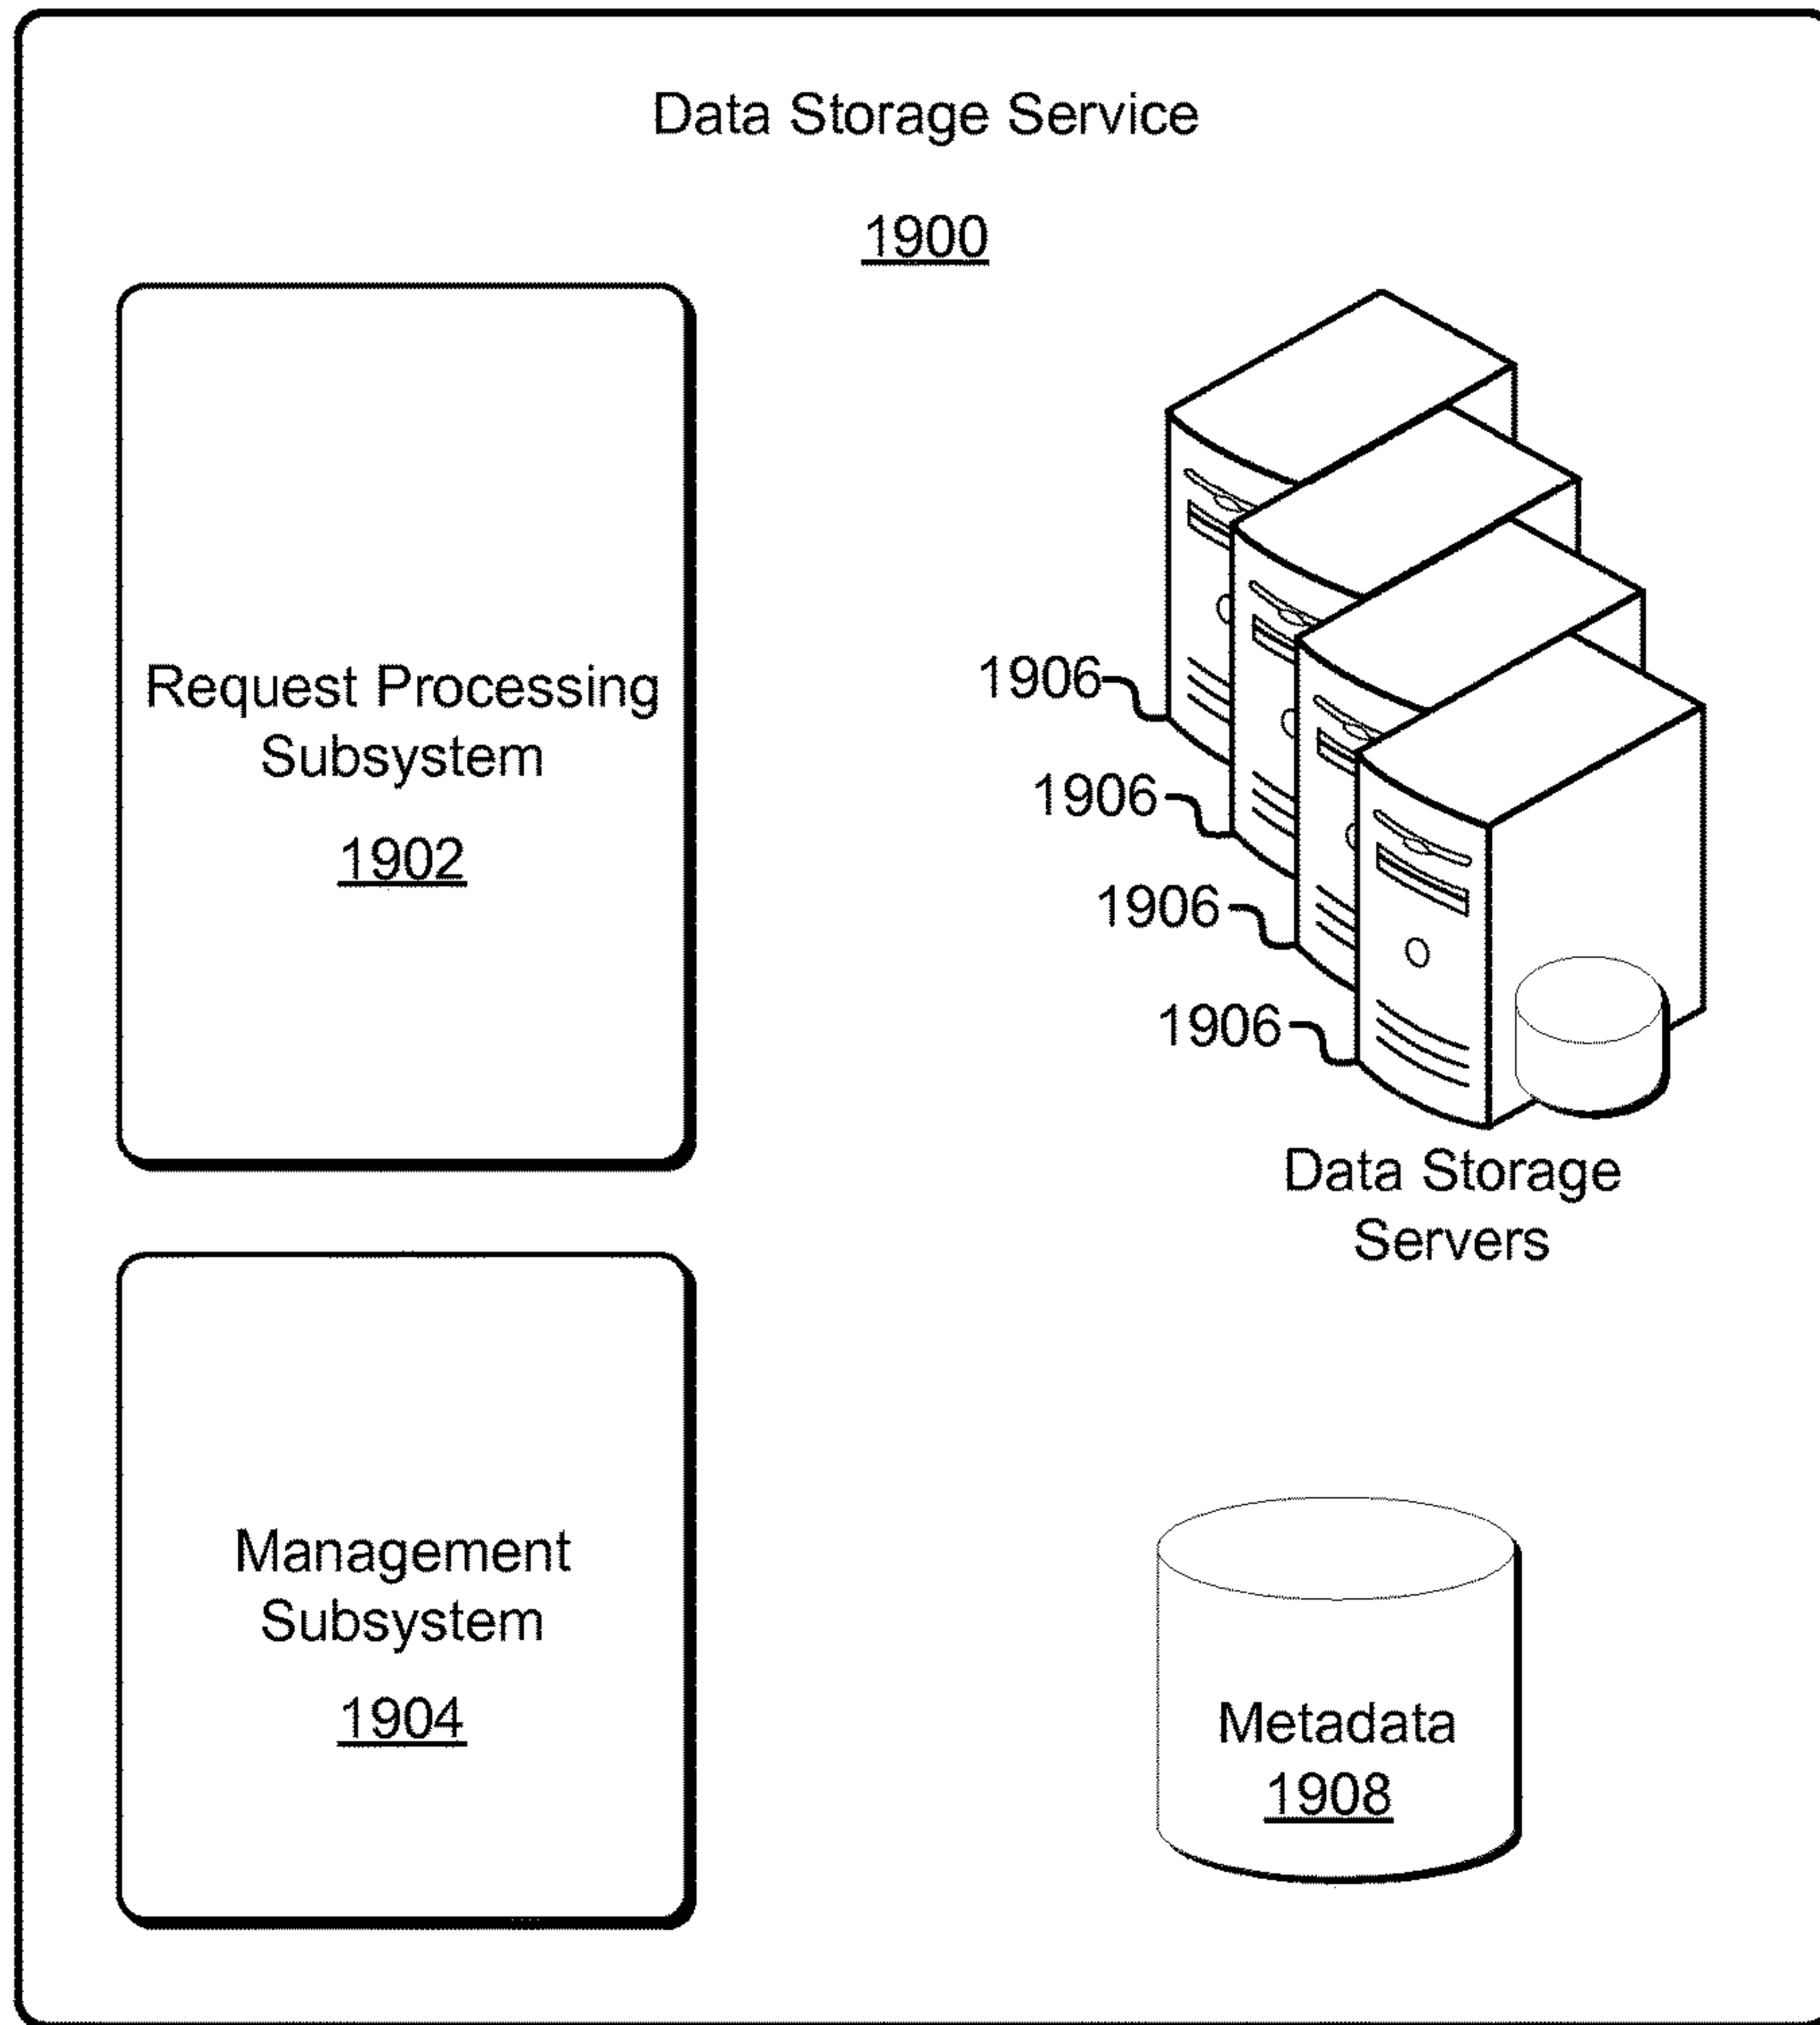 Data Storage Service
1900
Request Processing
Subsystem
1902
1906
1906
1906
1906
Data Storage
Servers
Management
Subsystem
1904
Metadata
1908